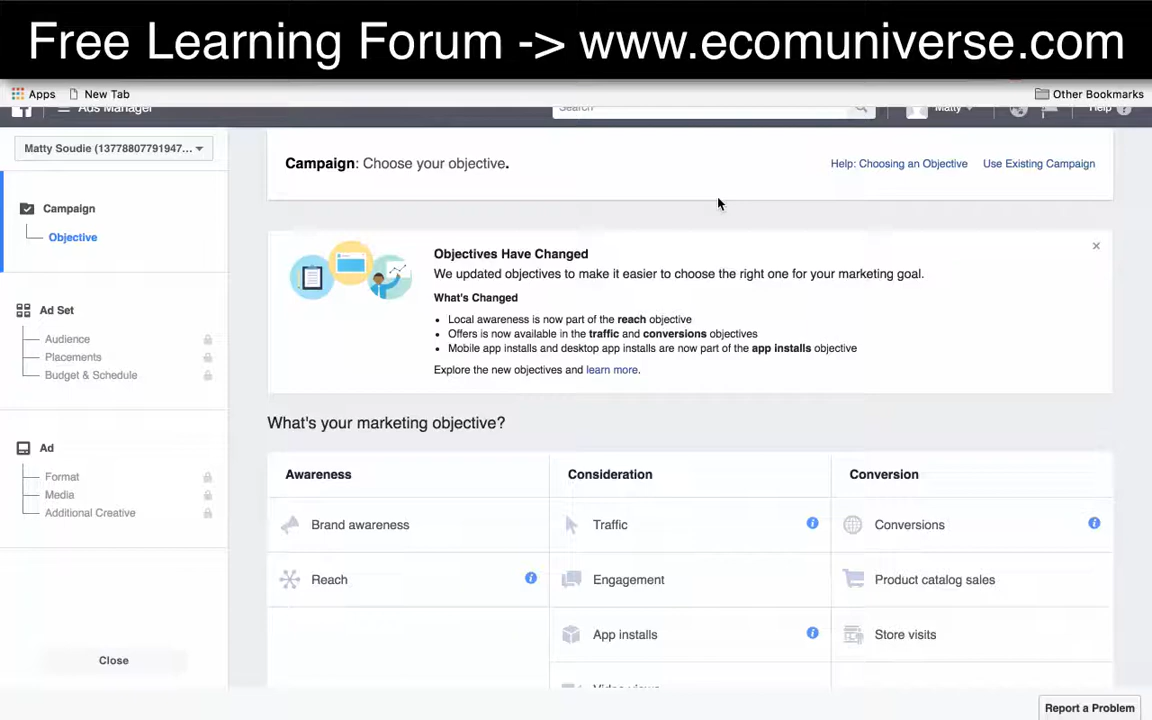 Free Learning Forum -> www.ecomuniverse.com
Apps New Tab Other Bookmarks
Ads Manager Search Matty Help
Matty Soudie (13778807791947...
Campaign: Choose your objective. Help: Choosing an Objective Use Existing Campaign
Campaign
Objective
Objectives Have Changed
We updated objectives to make it easier to choose the right one for your marketing goal.
What's Changed
Local awareness is now part of the reach objective
Offers is now available in the traffic and conversions objectives
Mobile app installs and desktop app installs are now part of the app installs objective
Explore the new objectives and learn more.
Ad Set
Audience
Placements
Budget & Schedule
What's your marketing objective?
Ad
Format
Media
Additional Creative
Awareness Consideration Conversion
Brand awareness Traffic Conversions
Reach Engagement Product catalog sales
App installs Store visits
Video views
Close
Report a Problem